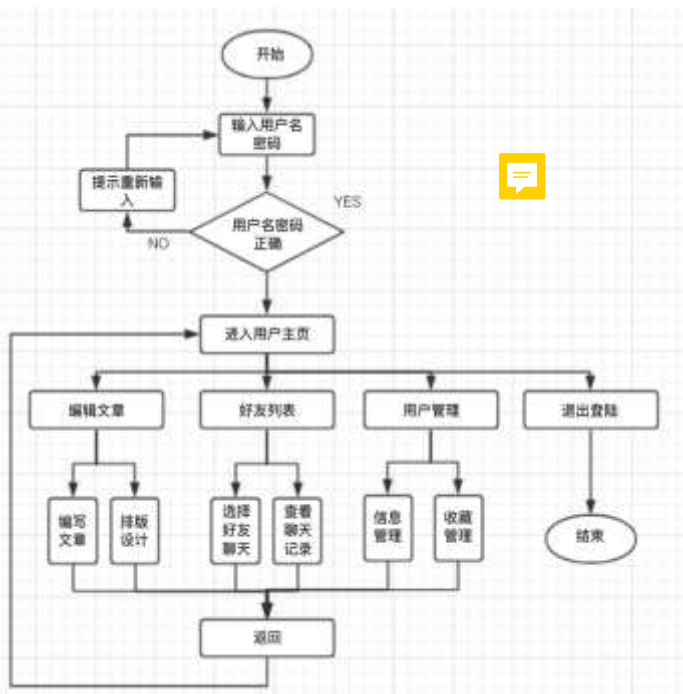 开始
输入用户名
密码
提示重新输
入
YES
用户名密码
正确
NO
进入用户主页
编辑文章
好友列表
用户管理
退出登陆
编写
文章
排版
设计
选择
好友
聊天
查看
聊天
记录
信息
管理
收藏
管理
结束
返回